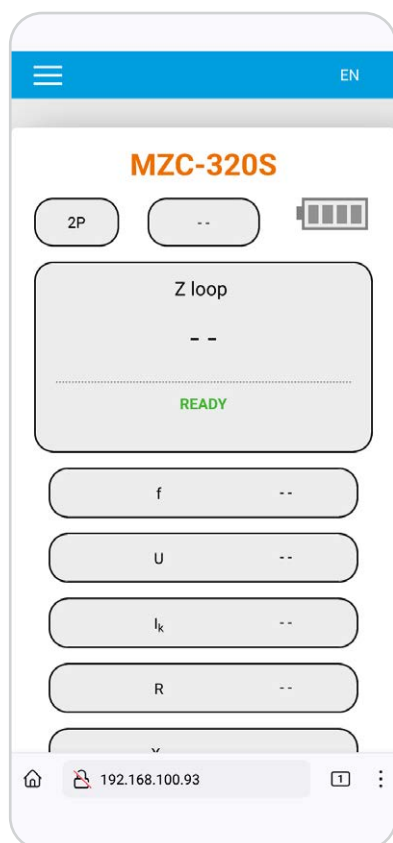 EN
MZC-320S
2P
--
Z loop
--
READY
f --
U --
Ik --
R --
192.168.100.93
1